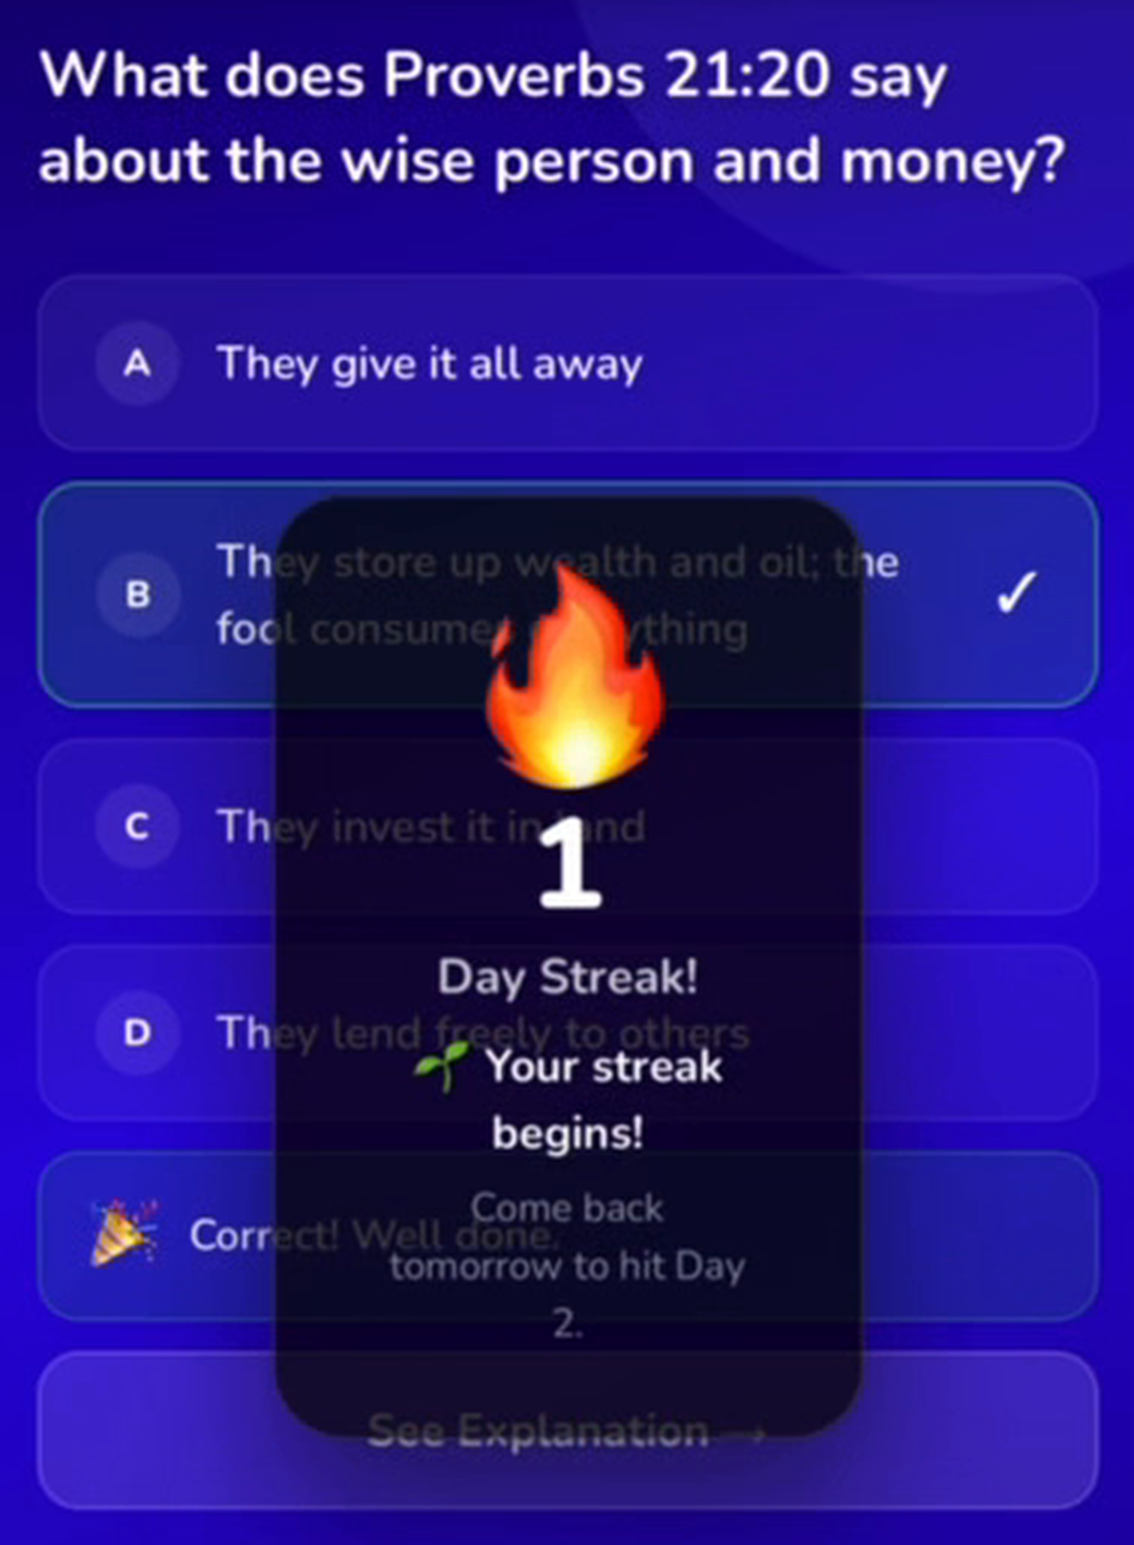 What does Proverbs 21:20 say
about the wise person and money?
A
They give it all away
B
They store up wealth and oil; the
fool consumes ything
✓
C
They invest it in land
D
They lend freely to others
1
Day Streak!
🌱 Your streak
begins!
Come back
tomorrow to hit Day
2.
🎉 Correct! Well done.
See Explanation →